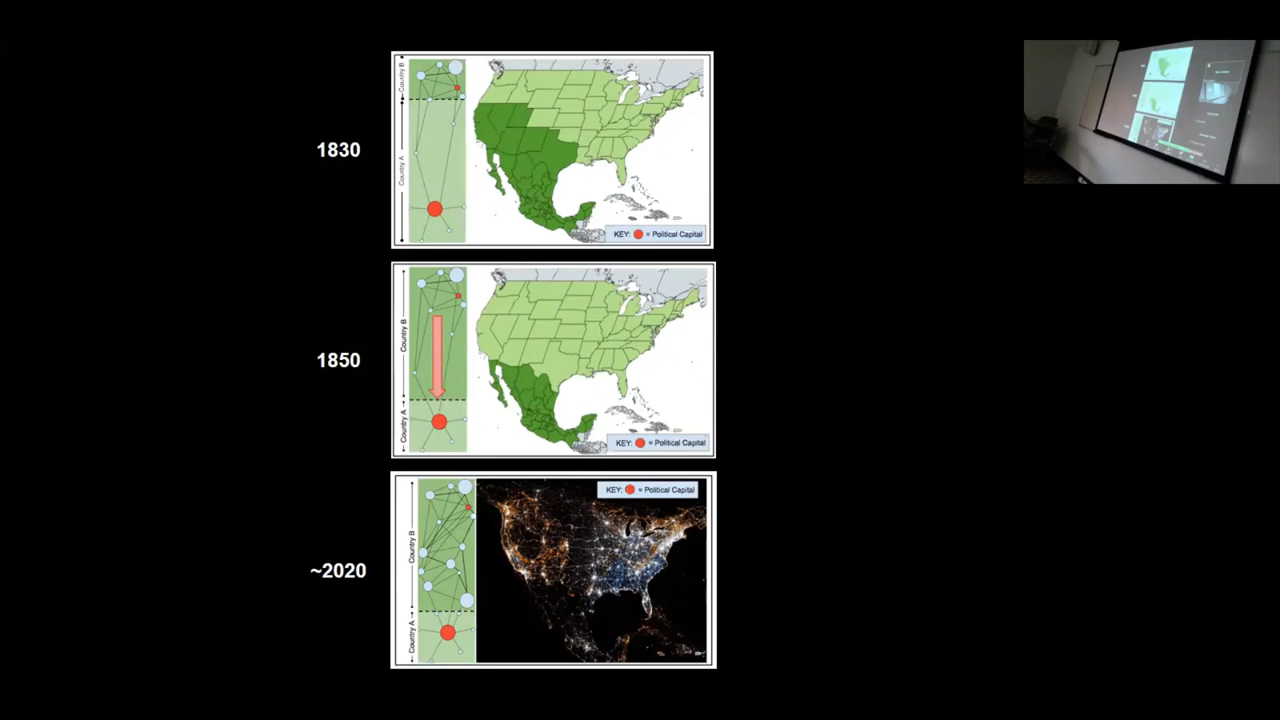 1830
Country B
Country A
KEY: = Political Capital
1850
Country B
Country A
KEY: = Political Capital
~2020
Country B
Country A
KEY: = Political Capital